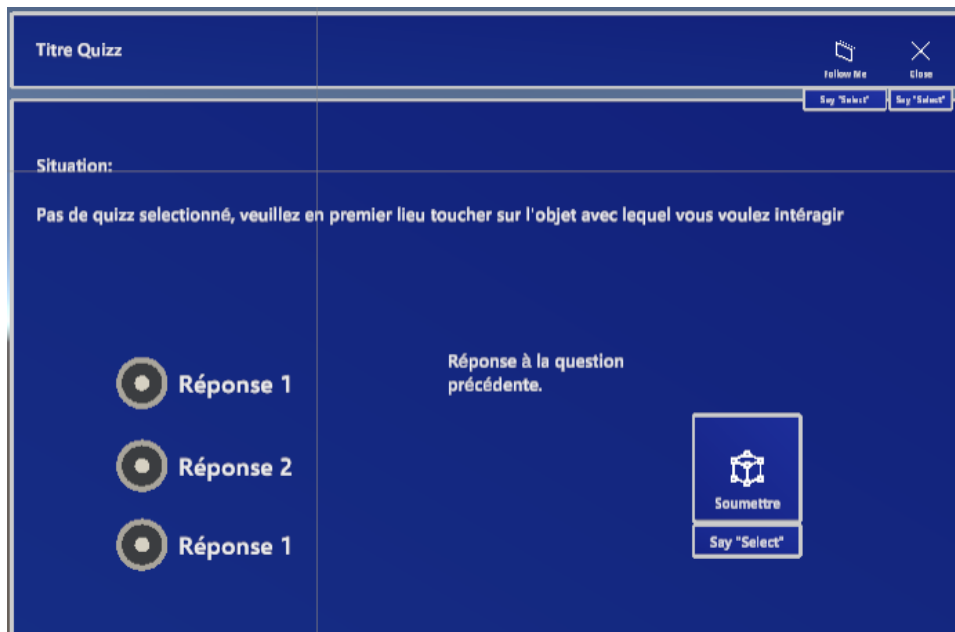 Titre Quizz
Follow Me
Close
Say "Select"
Say "Select"
Situation:
Pas de quizz selectionné, veuillez en premier lieu toucher sur l'objet avec lequel vous voulez intéragir
Réponse 1
Réponse à la question
précédente.
Réponse 2
Réponse 1
Soumettre
Say "Select"